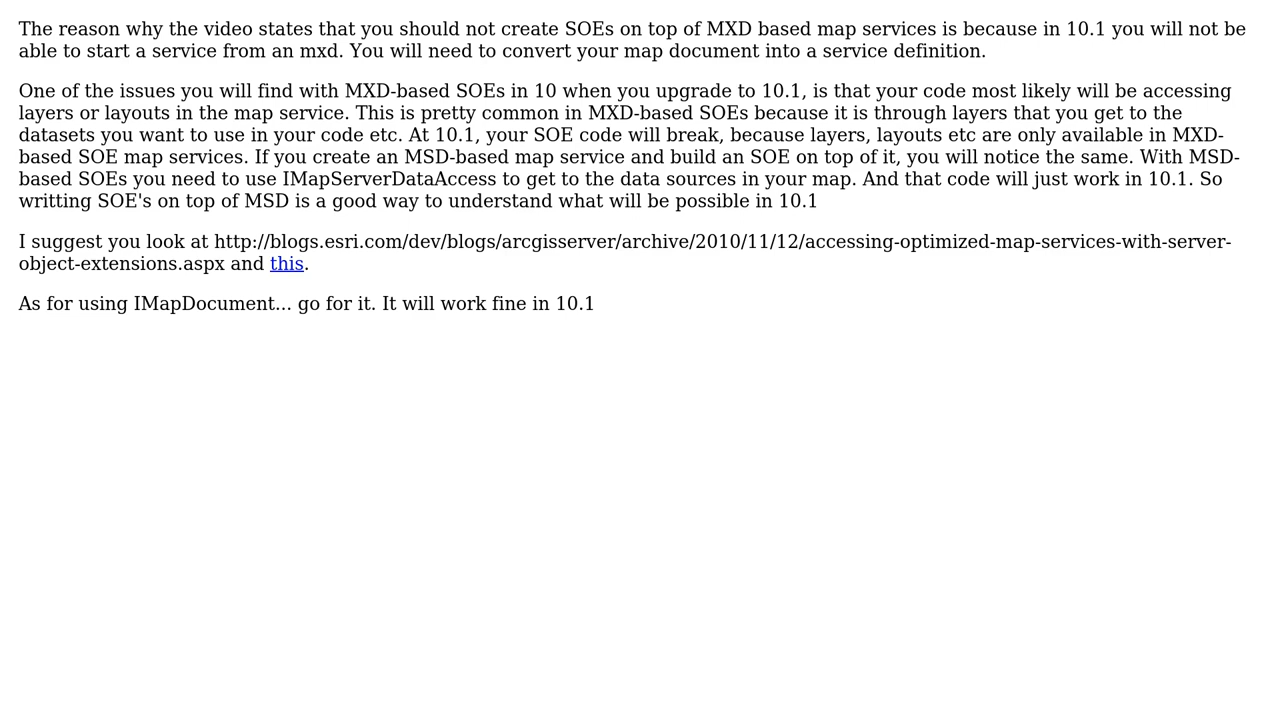 The reason why the video states that you should not create SOEs on top of MXD based map services is because in 10.1 you will not be
able to start a service from an mxd. You will need to convert your map document into a service definition.
One of the issues you will find with MXD-based SOEs in 10 when you upgrade to 10.1, is that your code most likely will be accessing
layers or layouts in the map service. This is pretty common in MXD-based SOEs because it is through layers that you get to the
datasets you want to use in your code etc. At 10.1, your SOE code will break, because layers, layouts etc are only available in MXD-
based SOE map services. If you create an MSD-based map service and build an SOE on top of it, you will notice the same. With MSD-
based SOEs you need to use IMapServerDataAccess to get to the data sources in your map. And that code will just work in 10.1. So
writting SOE's on top of MSD is a good way to understand what will be possible in 10.1
I suggest you look at http://blogs.esri.com/dev/blogs/arcgisserver/archive/2010/11/12/accessing-optimized-map-services-with-server-
object-extensions.aspx and this.
As for using IMapDocument... go for it. It will work fine in 10.1